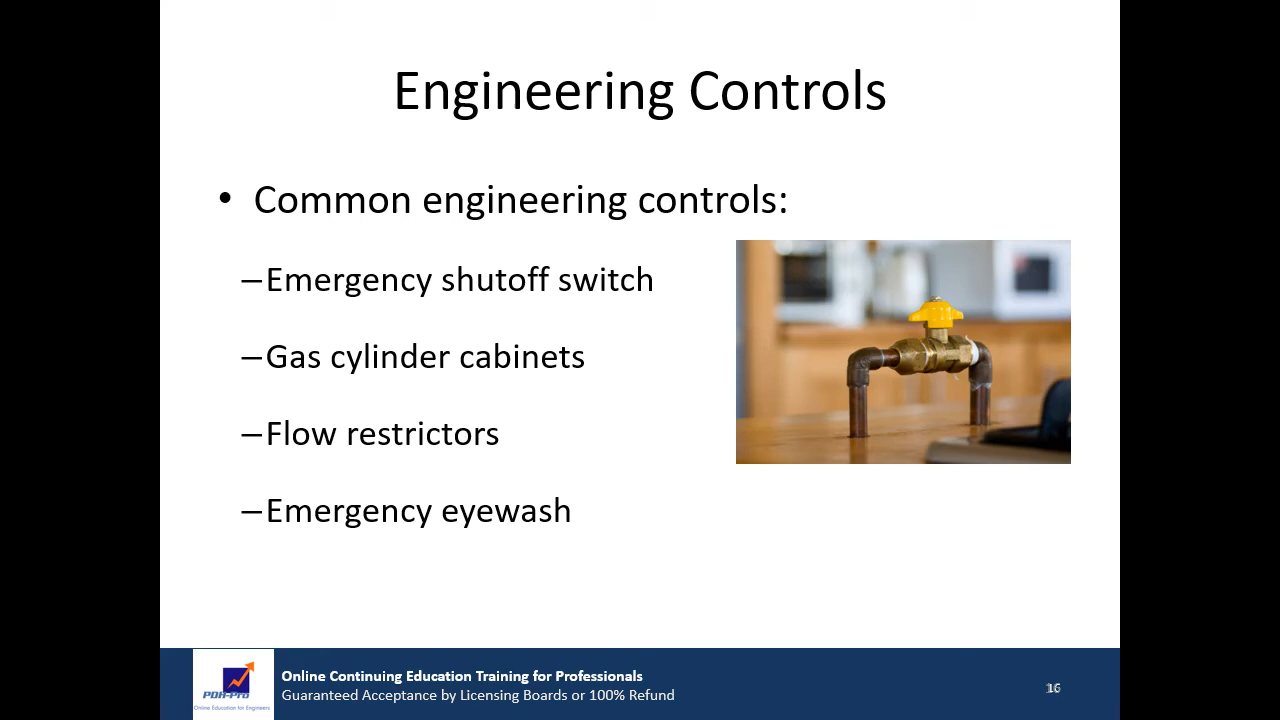 Engineering Controls
• Common engineering controls:
–Emergency shutoff switch
–Gas cylinder cabinets
–Flow restrictors
–Emergency eyewash
PDH-Pro
Online Education for Engineers
Online Continuing Education Training for Professionals
Guaranteed Acceptance by Licensing Boards or 100% Refund
16